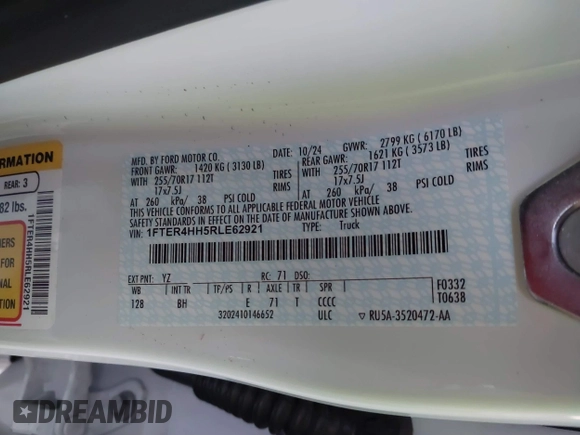 MFD. BY FORD MOTOR CO. 10/24 GVWR: 2799 KG ( 6170 LB)
FRONT GAWR: 1420 KG ( 3130 LB) REAR GAWR: 1621 KG ( 3573 LB)
WITH 255/70R17 112T TIRES WITH 255/70R17 112T TIRES
17x7.5J RIMS 17x7.5J RIMS
AT 260 kPa/ 38 PSI COLD AT 260 kPa/ 38 PSI COLD
THIS VEHICLE CONFORMS TO ALL APPLICABLE FEDERAL MOTOR VEHICLE
SAFETY STANDARDS IN EFFECT ON THE DATE OF MANUFACTURE SHOWN ABOVE.
VIN: 1FTER4HH5RLE62921 TYPE: Truck
EXT PNT: YZ RC: 71 DSO:
WB INT TR TP/PS R AXLE TR SPR F0332
128 BH E 71 T CCCC T0638
3202410146652 ULC ▽ RU5A-3520472-AA
FORMATION
REAR: 3
82 lbs.
1FTER4HH5RLE62921
DREAMBID